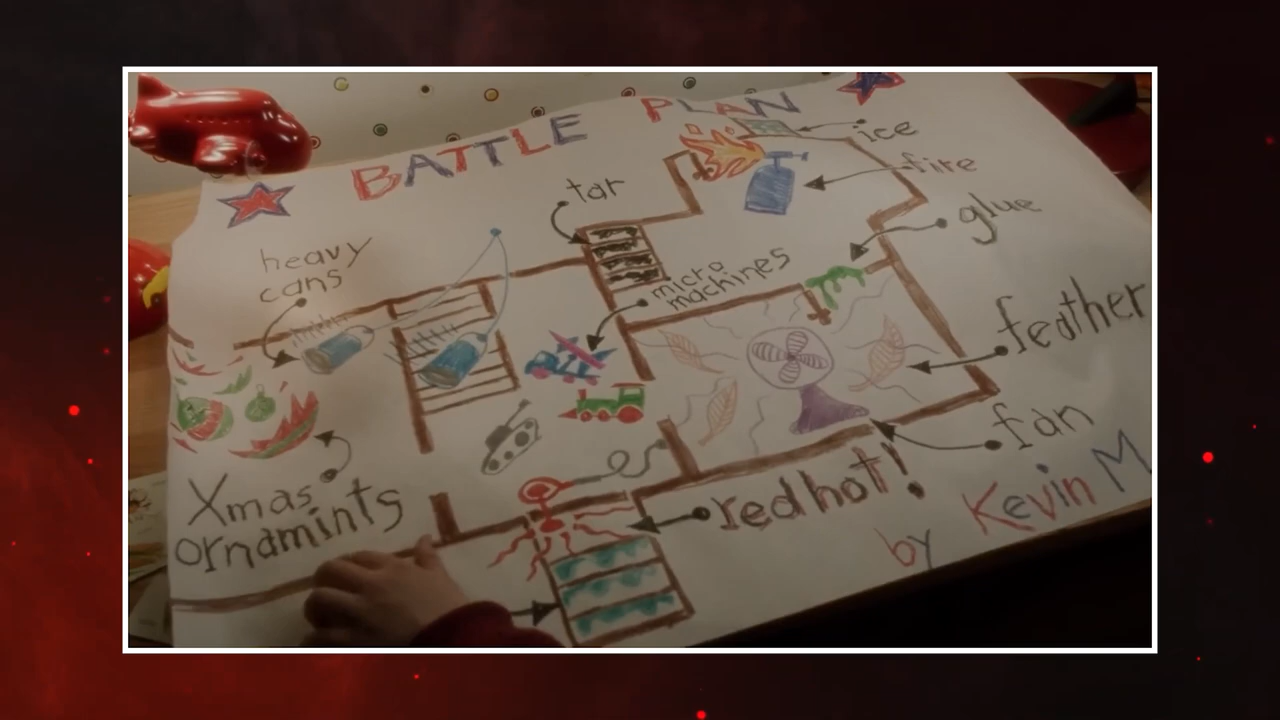 BATTLE PLAN
ice
fire
tar
glue
heavy
cans
micro
machines
feather
fan
Xmas
ornamints
red hot!
by Kevin M